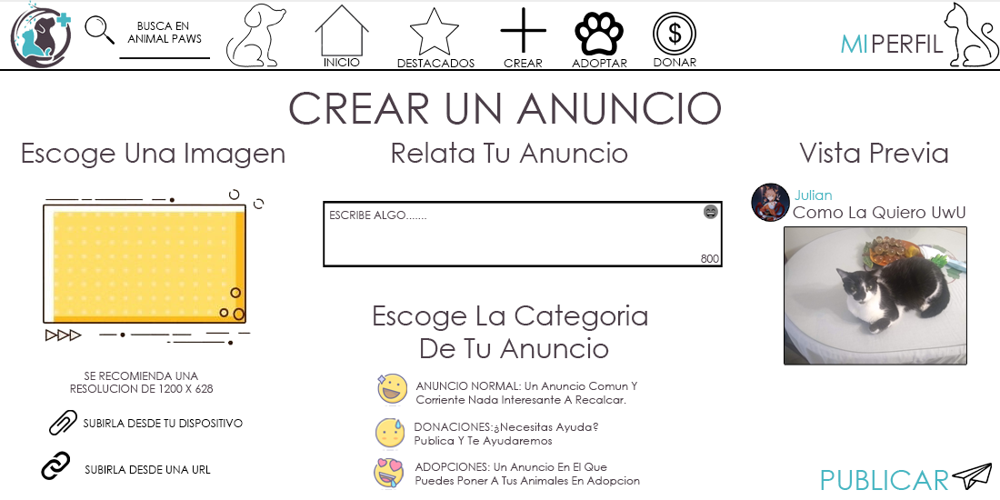 BUSCA EN
ANIMAL PAWS
INICIO
DESTACADOS
CREAR
ADOPTAR
$
DONAR
MIPERFIL
CREAR UN ANUNCIO
Escoge Una Imagen
SE RECOMIENDA UNA
RESOLUCION DE 1200 X 628
SUBIRLA DESDE TU DISPOSITIVO
SUBIRLA DESDE UNA URL
Relata Tu Anuncio
ESCRIBE ALGO.......
800
Escoge La Categoria
De Tu Anuncio
ANUNCIO NORMAL: Un Anuncio Comun Y
Corriente Nada Interesante A Recalcar.
DONACIONES:¿Necesitas Ayuda?
Publica Y Te Ayudaremos
ADOPCIONES: Un Anuncio En El Que
Puedes Poner A Tus Animales En Adopcion
Vista Previa
Julian
Como La Quiero UwU
PUBLICAR